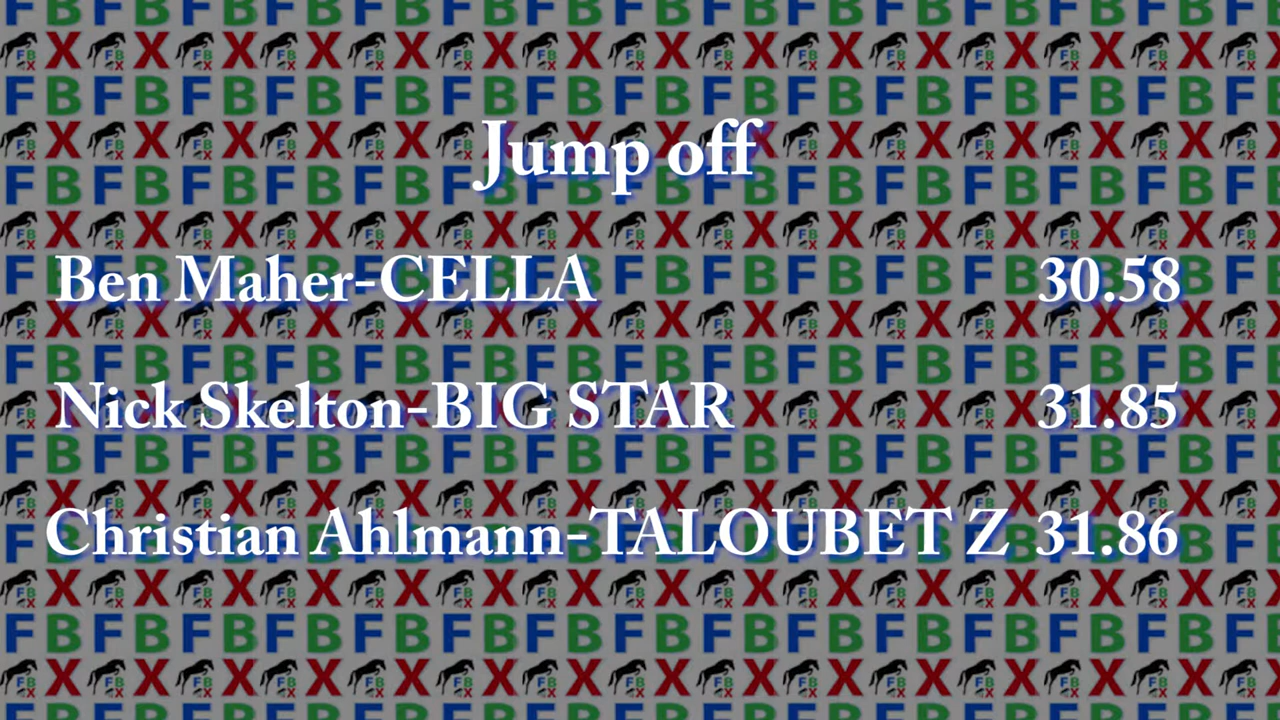 Jump off
Ben Maher-CELLA 30.58
Nick Skelton-BIG STAR 31.85
Christian Ahlmann-TALOUBET Z 31.86